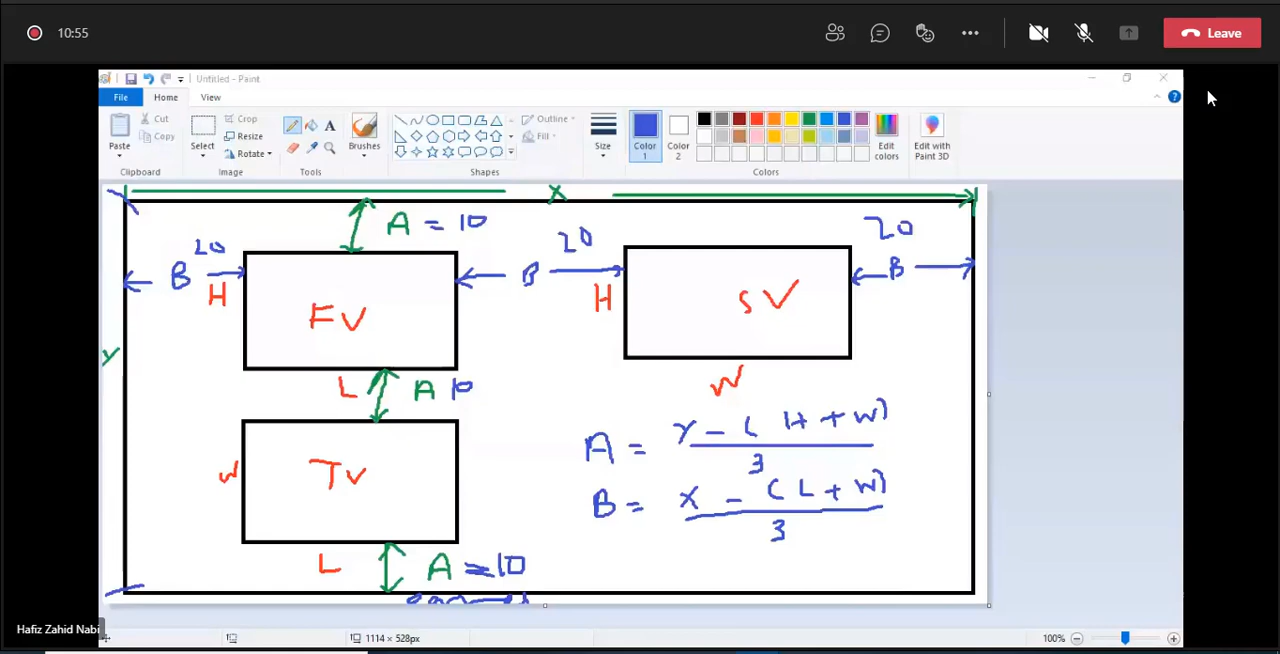 10:55
Leave
Untitled - Paint
File Home View
Paste
Cut
Copy
Clipboard
Select
Crop
Resize
Rotate
Image
A
Tools
Brushes
Shapes
Outline
Fill
Size
Color 1
Color 2
Colors
Edit colors
Edit with Paint 3D
X
A = 10
20
B
H
FV
20
B
H
SV
20
B
Y
L
A 10
W
W
TV
L
A = 10
A = Y - ( H + W)
3
B = X - ( L + W)
3
Hafiz Zahid Nabi
1114 × 528px
100%